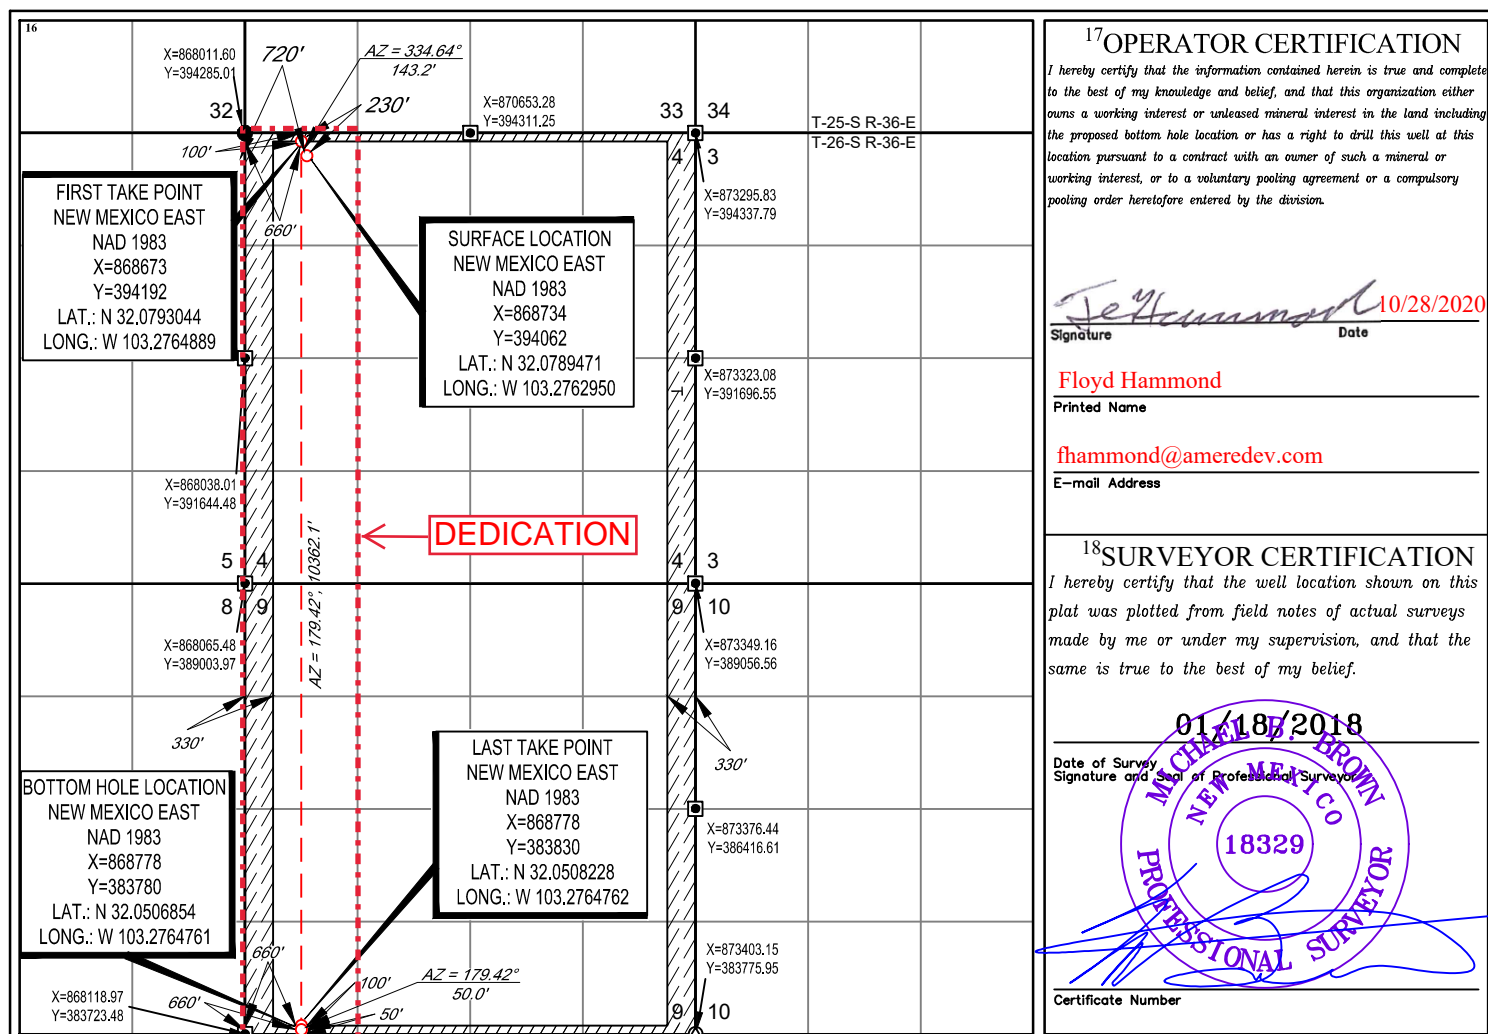 16
X=868011.60
Y=394285.01
720'
AZ = 334.64°
143.2'
230'
X=870653.28
Y=394311.25
32
33
34
T-25-S R-36-E
T-26-S R-36-E
100'
4
3
660'
X=873295.83
Y=394337.79
FIRST TAKE POINT
NEW MEXICO EAST
NAD 1983
X=868673
Y=394192
LAT.: N 32.0793044
LONG.: W 103.2764889
SURFACE LOCATION
NEW MEXICO EAST
NAD 1983
X=868734
Y=394062
LAT.: N 32.0789471
LONG.: W 103.2762950
X=873323.08
Y=391696.55
X=868038.01
Y=391644.48
DEDICATION
AZ = 179.42°, 10362.1'
5
4
4
3
8
9
9
10
X=868065.48
Y=389003.97
X=873349.16
Y=389056.56
330'
330'
LAST TAKE POINT
NEW MEXICO EAST
NAD 1983
X=868778
Y=383830
LAT.: N 32.0508228
LONG.: W 103.2764762
BOTTOM HOLE LOCATION
NEW MEXICO EAST
NAD 1983
X=868778
Y=383780
LAT.: N 32.0506854
LONG.: W 103.2764761
X=873376.44
Y=386416.61
660'
X=873403.15
Y=383775.95
AZ = 179.42°
50.0'
100'
50'
X=868118.97
Y=383723.48
660'
9
10
17OPERATOR CERTIFICATION
I hereby certify that the information contained herein is true and complete
to the best of my knowledge and belief, and that this organization either
owns a working interest or unleased mineral interest in the land including
the proposed bottom hole location or has a right to drill this well at this
location pursuant to a contract with an owner of such a mineral or
working interest, or to a voluntary pooling agreement or a compulsory
pooling order heretofore entered by the division.
10/28/2020
Signature Date
Floyd Hammond
Printed Name
fhammond@ameredev.com
E-mail Address
18SURVEYOR CERTIFICATION
I hereby certify that the well location shown on this
plat was plotted from field notes of actual surveys
made by me or under my supervision, and that the
same is true to the best of my belief.
01/18/2018
Date of Survey
Signature and Seal of Professional Surveyor
MICHAEL B. BROWN
NEW MEXICO
18329
PROFESSIONAL SURVEYOR
Certificate Number